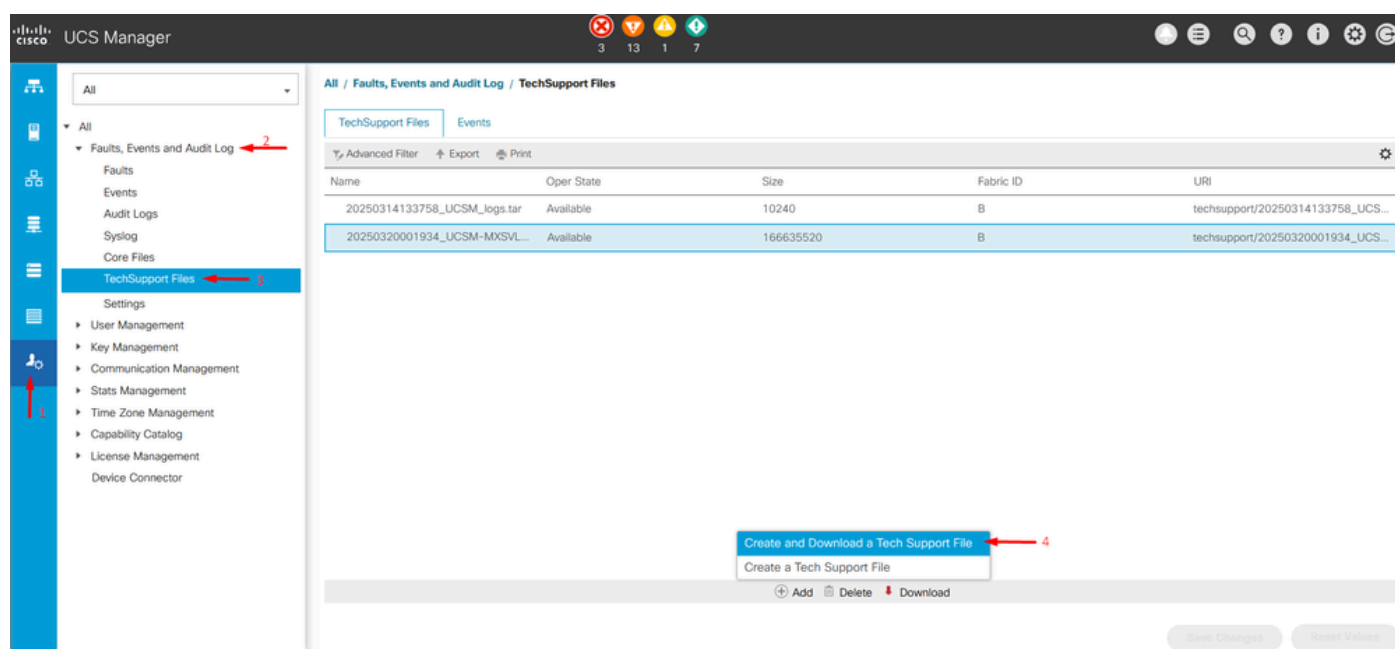 cisco UCS Manager
3 13 1 7
All
All
Faults, Events and Audit Log 2
Faults
Events
Audit Logs
Syslog
Core Files
TechSupport Files 3
Settings
User Management
Key Management
Communication Management
Stats Management
1
Time Zone Management
Capability Catalog
License Management
Device Connector
All / Faults, Events and Audit Log / TechSupport Files
TechSupport Files Events
Advanced Filter Export Print
Name Oper State Size Fabric ID URI
20250314133758_UCSM_logs.tar Available 10240 B techsupport/20250314133758_UCS...
20250320001934_UCSM-MXSVL... Available 166635520 B techsupport/20250320001934_UCS...
Create and Download a Tech Support File 4
Create a Tech Support File
Add Delete Download
Save Changes Reset Values